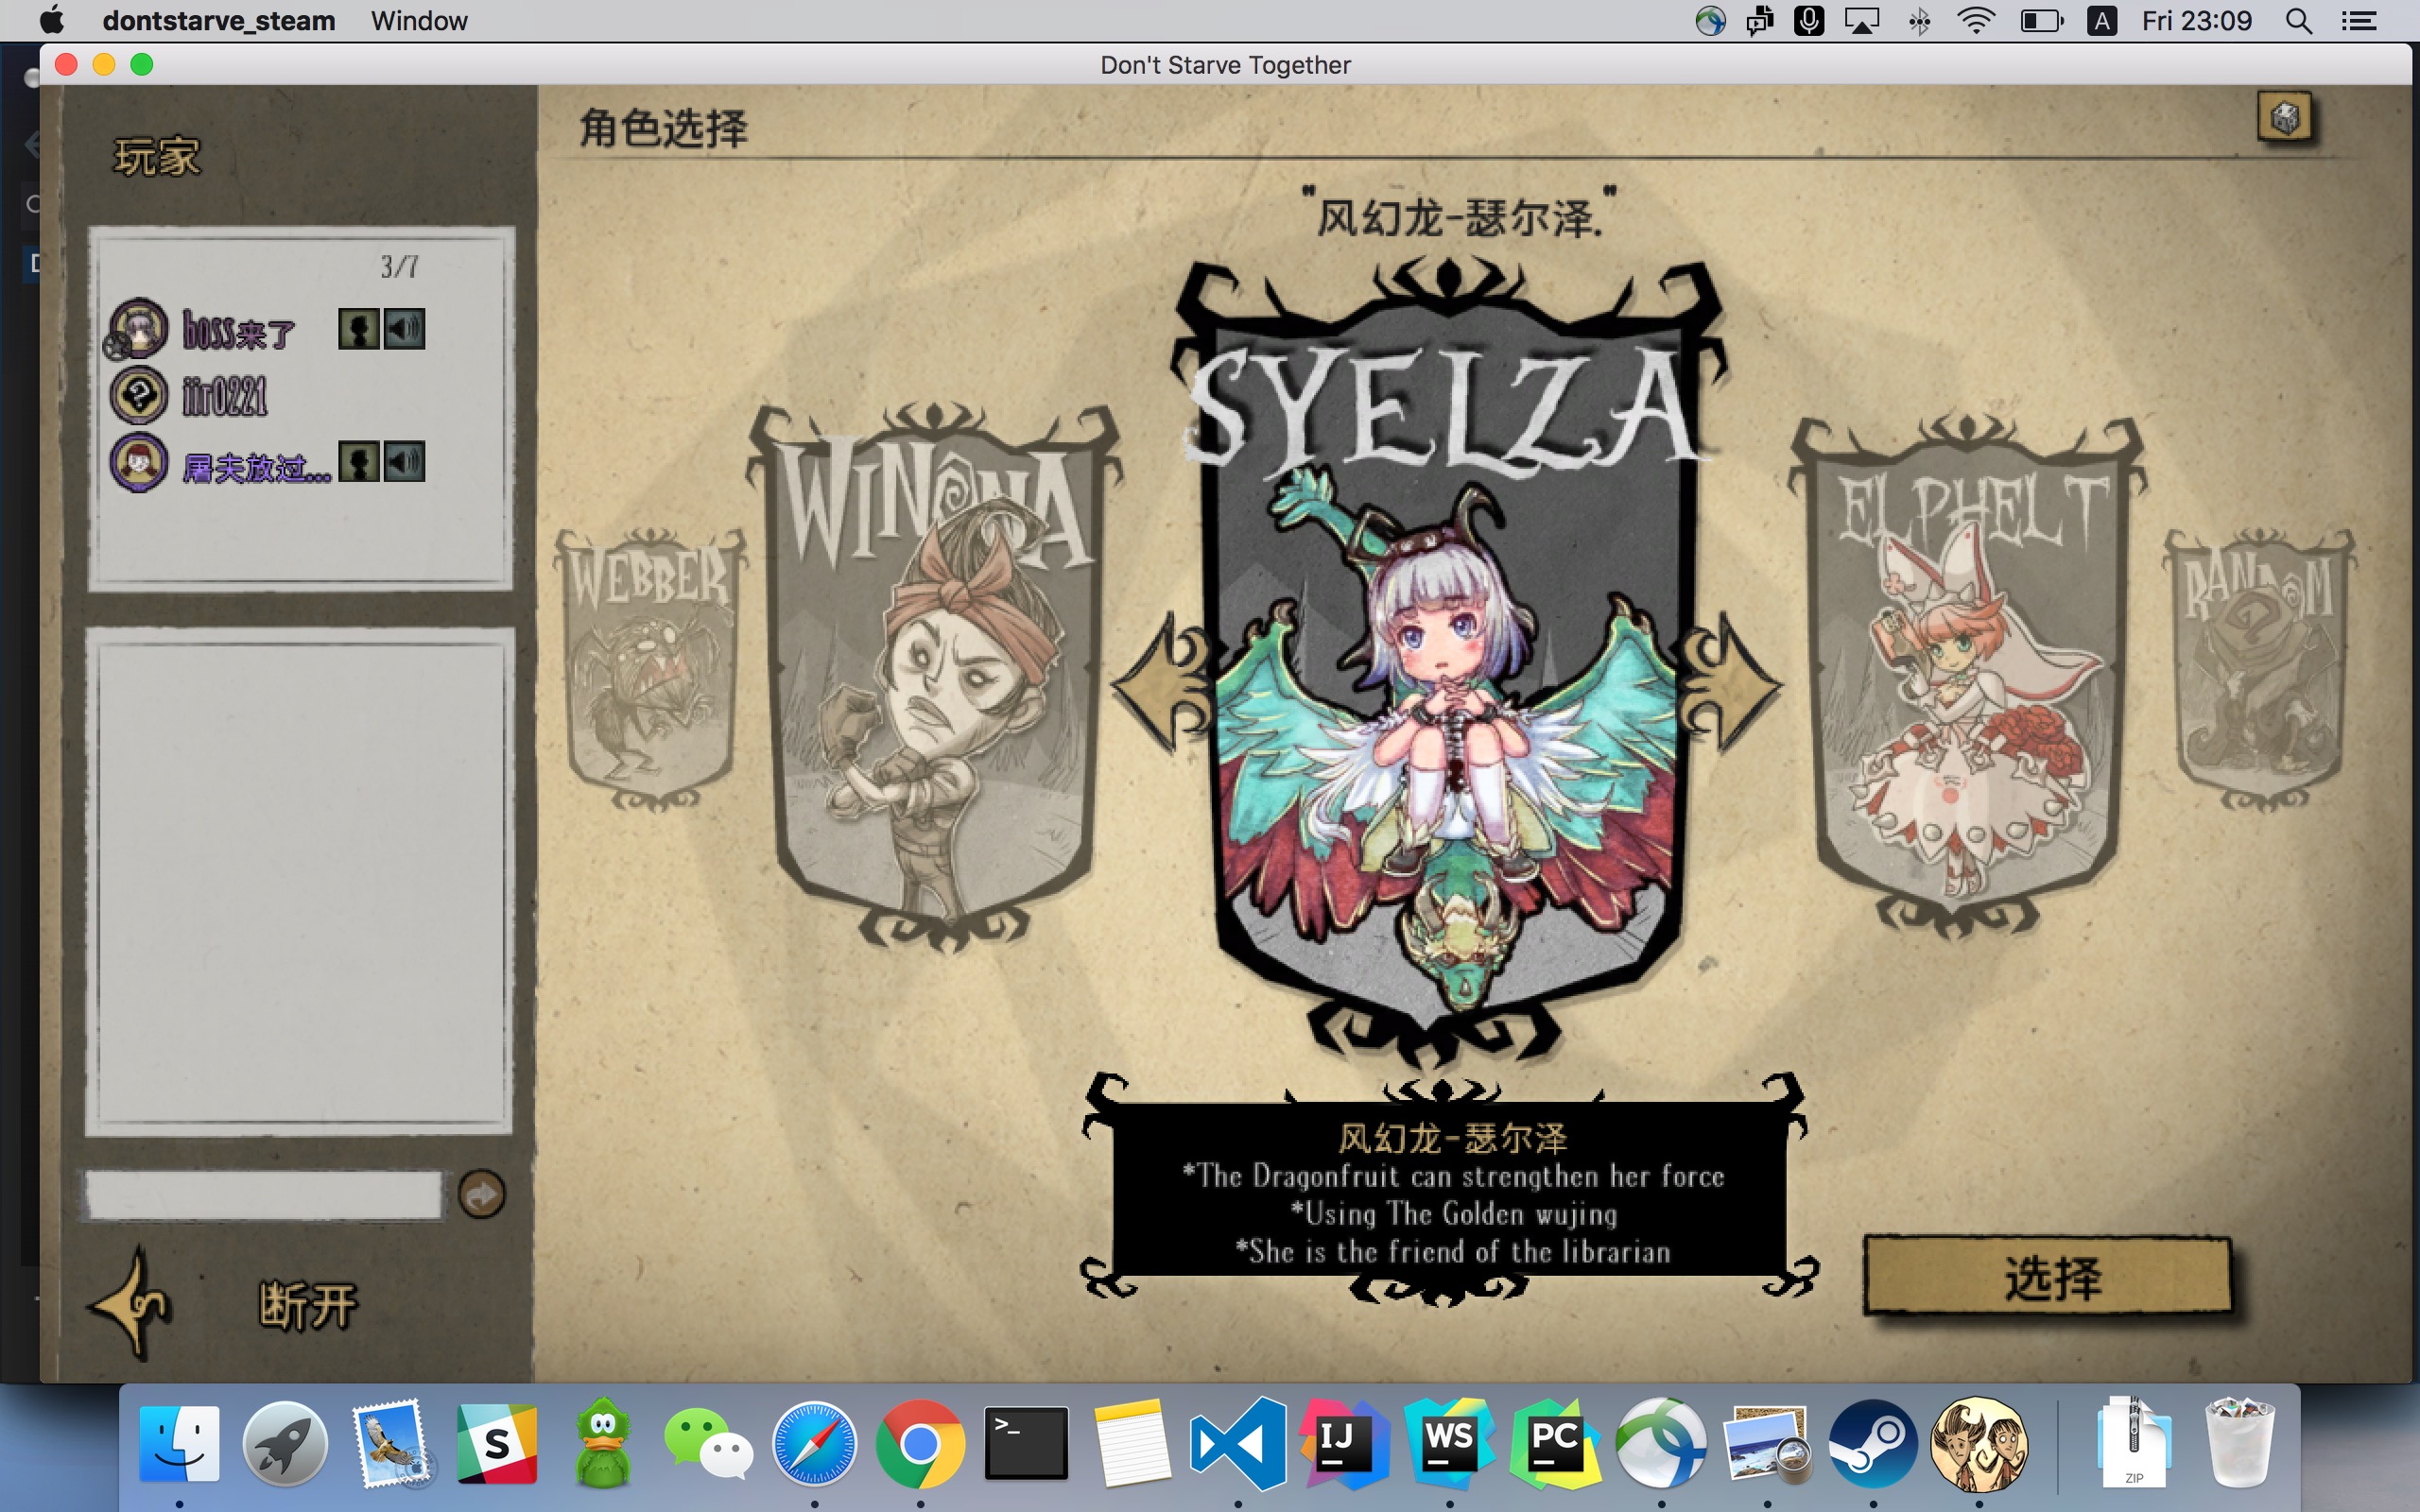 dontstarve_steam Window A Fri 23:09
Don't Starve Together
玩家
角色选择
3/7
boss来了
iir0221
屠夫放过...
"风幻龙-瑟尔泽."
WEBBER
WINONA
SYELZA
ELPHELT
RANDOM
风幻龙-瑟尔泽
*The Dragonfruit can strengthen her force
*Using The Golden wujing
*She is the friend of the librarian
断开
选择
S
>_
IJ
WS
PC
ZIP